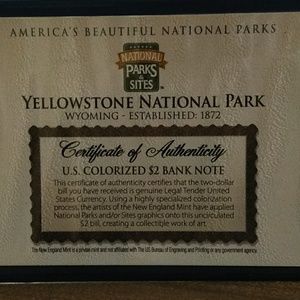 AMERICA'S BEAUTIFUL NATIONAL PARKS
NATIONAL
PARKS
& SITES
YELLOWSTONE NATIONAL PARK
WYOMING - ESTABLISHED: 1872
Certificate of Authenticity
U.S. COLORIZED $2 BANK NOTE
This certificate of authenticity certifies that the two-dollar
bill you have received is genuine Legal Tender United
States Currency. Using a highly specialized colorization
process, the artists of the New England Mint have applied
National Parks and/or Sites graphics onto this uncirculated
$2 bill, creating a collectible work of art.
The New England Mint is a private mint and not affiliated with The US Bureau of Engraving and Printing or any government agency.